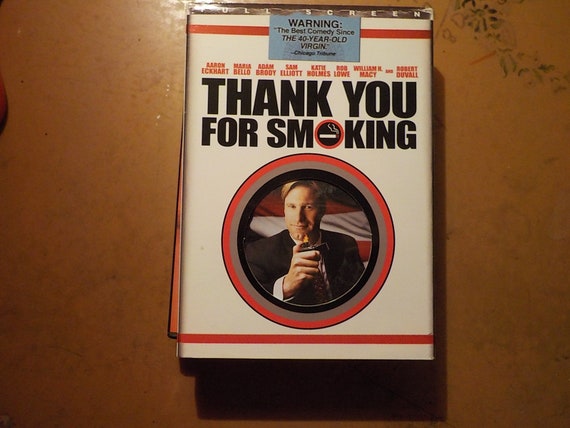 FULL SCREEN
WARNING:
"The Best Comedy Since
THE 40-YEAR-OLD
VIRGIN."
–Chicago Tribune
AARON ECKHART MARIA BELLO ADAM BRODY SAM ELLIOTT KATIE HOLMES ROB LOWE WILLIAM H. MACY AND ROBERT DUVALL
THANK YOU
FOR SMOKING